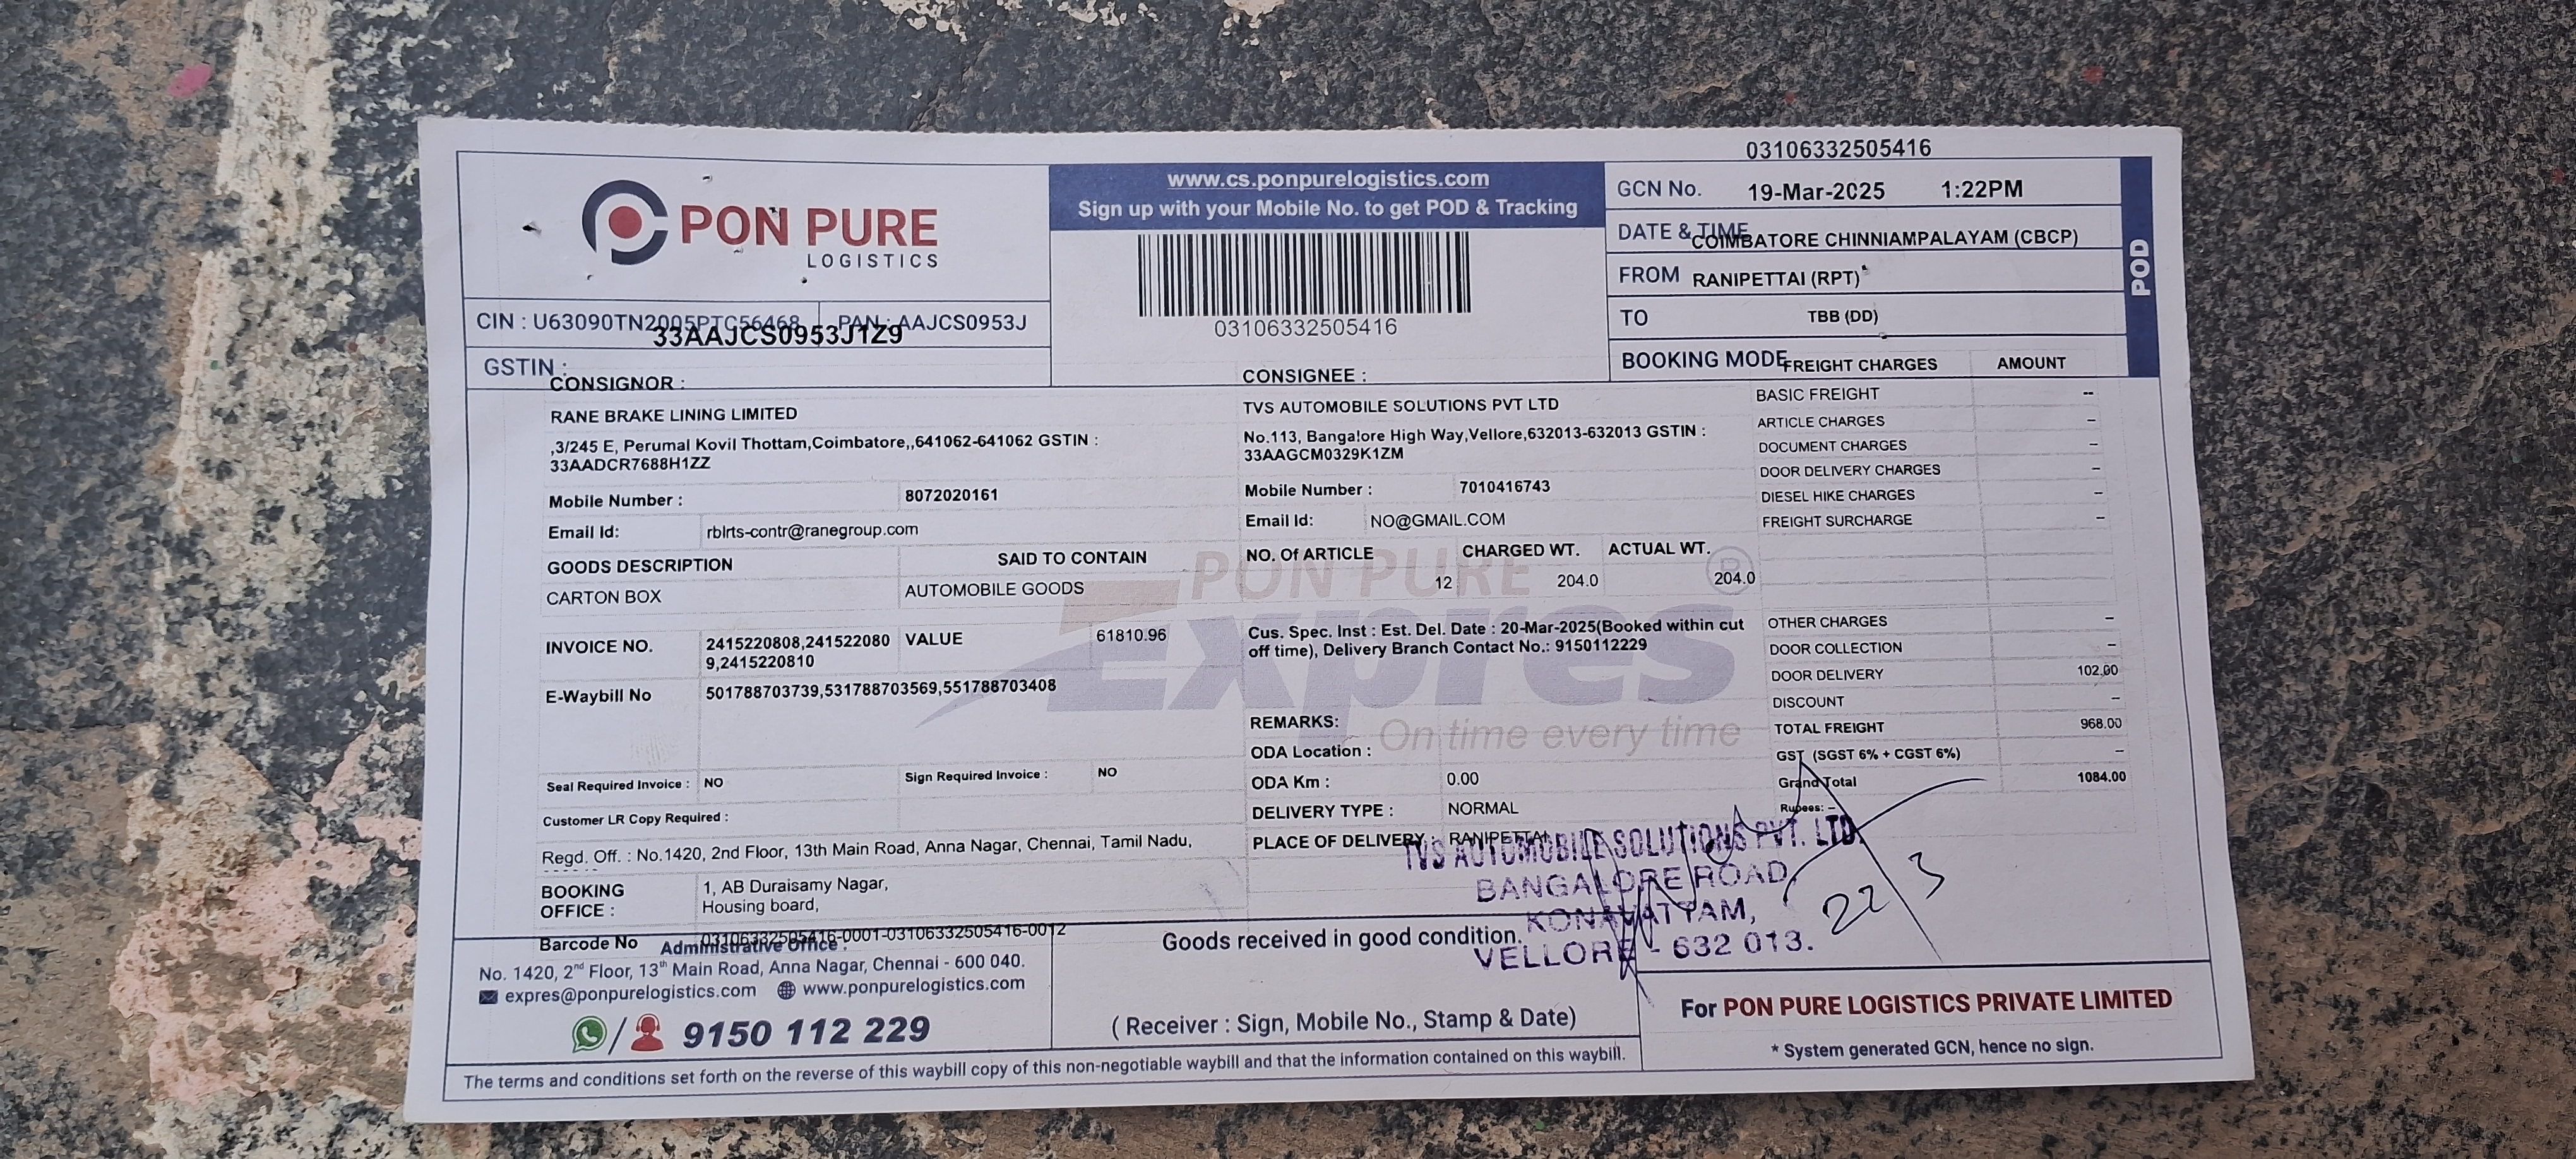 03106332505416
PON PURE
LOGISTICS
www.cs.ponpurelogistics.com
Sign up with your Mobile No. to get POD & Tracking
03106332505416
GCN No. 19-Mar-2025 1:22PM
DATE & TIME COIMBATORE CHINNIAMPALAYAM (CBCP)
FROM RANIPETTAI (RPT)
TO TBB (DD)
BOOKING MODE
POD
CIN : U63090TN2005PTC56468 PAN : AAJCS0953J
33AAJCS0953J1Z9
GSTIN :
CONSIGNOR :
RANE BRAKE LINING LIMITED
,3/245 E, Perumal Kovil Thottam,Coimbatore,,641062-641062 GSTIN :
33AADCR7688H1ZZ
Mobile Number : 8072020161
Email Id: rblrts-contr@ranegroup.com
CONSIGNEE :
TVS AUTOMOBILE SOLUTIONS PVT LTD
No.113, Bangalore High Way,Vellore,632013-632013 GSTIN :
33AAGCM0329K1ZM
Mobile Number : 7010416743
Email Id: NO@GMAIL.COM
FREIGHT CHARGES AMOUNT
BASIC FREIGHT --
ARTICLE CHARGES --
DOCUMENT CHARGES --
DOOR DELIVERY CHARGES --
DIESEL HIKE CHARGES --
FREIGHT SURCHARGE --
OTHER CHARGES --
DOOR COLLECTION --
DOOR DELIVERY 102.00
DISCOUNT --
TOTAL FREIGHT 968.00
GST (SGST 6% + CGST 6%) --
Grand Total 1084.00
Rupees: --
GOODS DESCRIPTION SAID TO CONTAIN NO. Of ARTICLE CHARGED WT. ACTUAL WT.
CARTON BOX AUTOMOBILE GOODS 12 204.0 204.0
PON PURE
Expres
On time every time
INVOICE NO. 2415220808,241522080
9,2415220810
VALUE 61810.96
E-Waybill No 501788703739,531788703569,551788703408
Cus. Spec. Inst : Est. Del. Date : 20-Mar-2025(Booked within cut
off time), Delivery Branch Contact No.: 9150112229
REMARKS:
ODA Location :
ODA Km : 0.00
DELIVERY TYPE : NORMAL
PLACE OF DELIVERY : RANIPETTAI
Seal Required Invoice : NO Sign Required Invoice : NO
Customer LR Copy Required :
Regd. Off. : No.1420, 2nd Floor, 13th Main Road, Anna Nagar, Chennai, Tamil Nadu,
BOOKING
OFFICE :
1, AB Duraisamy Nagar,
Housing board,
Barcode No 03106332505416-0001-03106332505416-0012
TVS AUTOMOBILE SOLUTIONS PVT. LTD.
BANGALORE ROAD,
KONAVATTAM,
VELLORE - 632 013.
22 3
Administrative Office :
No. 1420, 2nd Floor, 13th Main Road, Anna Nagar, Chennai - 600 040.
expres@ponpurelogistics.com www.ponpurelogistics.com
9150 112 229
Goods received in good condition.
( Receiver : Sign, Mobile No., Stamp & Date)
For PON PURE LOGISTICS PRIVATE LIMITED
* System generated GCN, hence no sign.
The terms and conditions set forth on the reverse of this waybill copy of this non-negotiable waybill and that the information contained on this waybill.